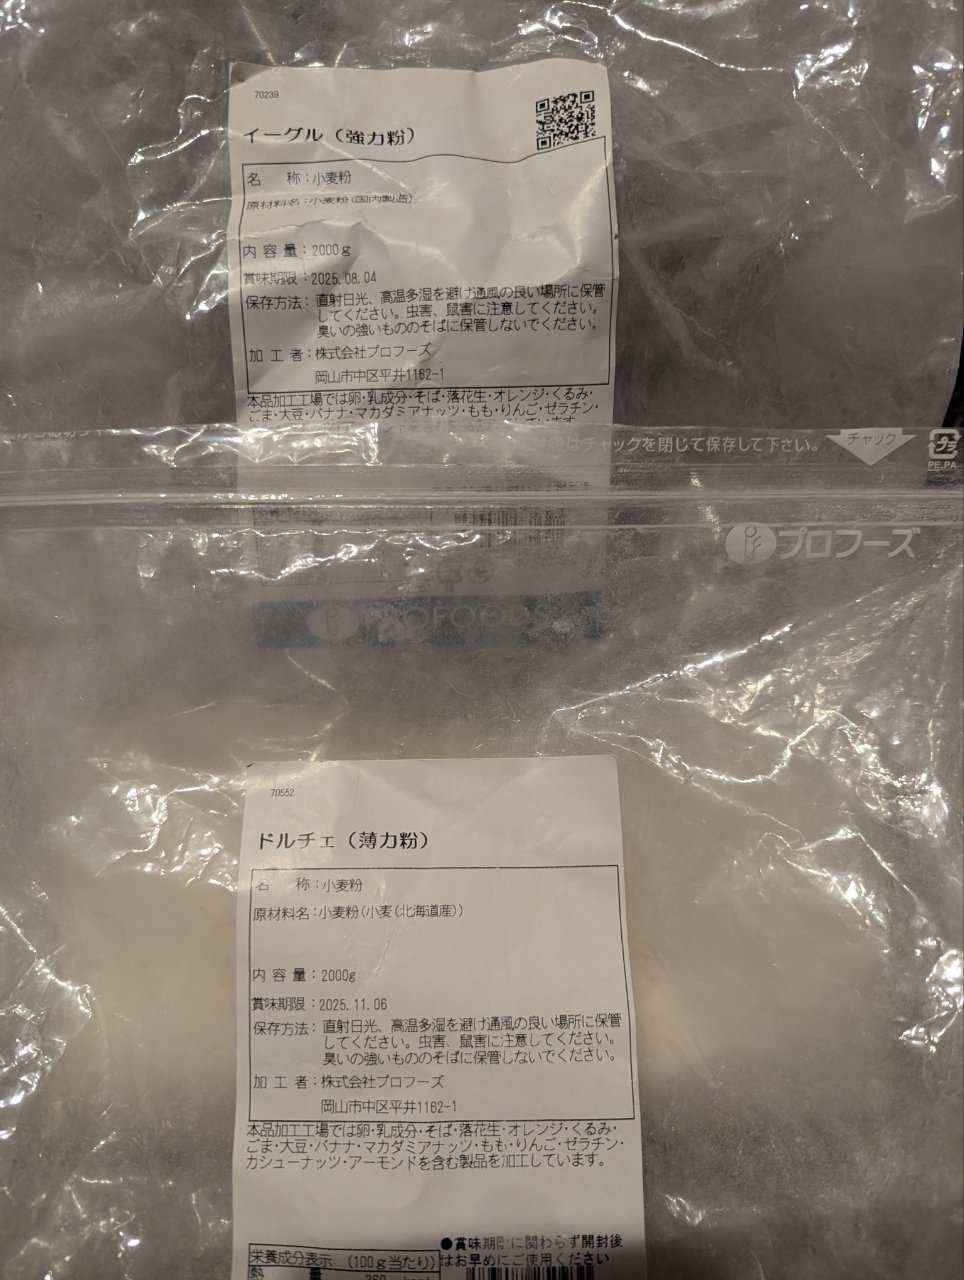 70239
イーグル（強力粉）
名　称：小麦粉
原材料名：小麦粉(国内製造)
内容量：2000g
賞味期限：2025.08.04
保存方法：直射日光、高温多湿を避け通風の良い場所に保管
してください。虫害、鼠害に注意してください。
臭いの強いもののそばに保管しないでください。
加工者：株式会社プロフーズ
岡山市中区平井1162-1
本品加工工場では卵・乳成分・そば・落花生・オレンジ・くるみ・
ごま・大豆・バナナ・マカダミアナッツ・もも・りんご・ゼラチン・
はチャックを閉じて保存して下さい。
チャック
プラ
PE,PA
プロフーズ
PROFOODS
70552
ドルチェ（薄力粉）
名　称：小麦粉
原材料名：小麦粉(小麦(北海道産))
内容量：2000g
賞味期限：2025.11.06
保存方法：直射日光、高温多湿を避け通風の良い場所に保管
してください。虫害、鼠害に注意してください。
臭いの強いもののそばに保管しないでください。
加工者：株式会社プロフーズ
岡山市中区平井1162-1
本品加工工場では卵・乳成分・そば・落花生・オレンジ・くるみ・
ごま・大豆・バナナ・マカダミアナッツ・もも・りんご・ゼラチン・
カシューナッツ・アーモンドを含む製品を加工しています。
●賞味期限に関わらず開封後
はお早めにご使用ください
栄養成分表示（100g当たり）
熱　量